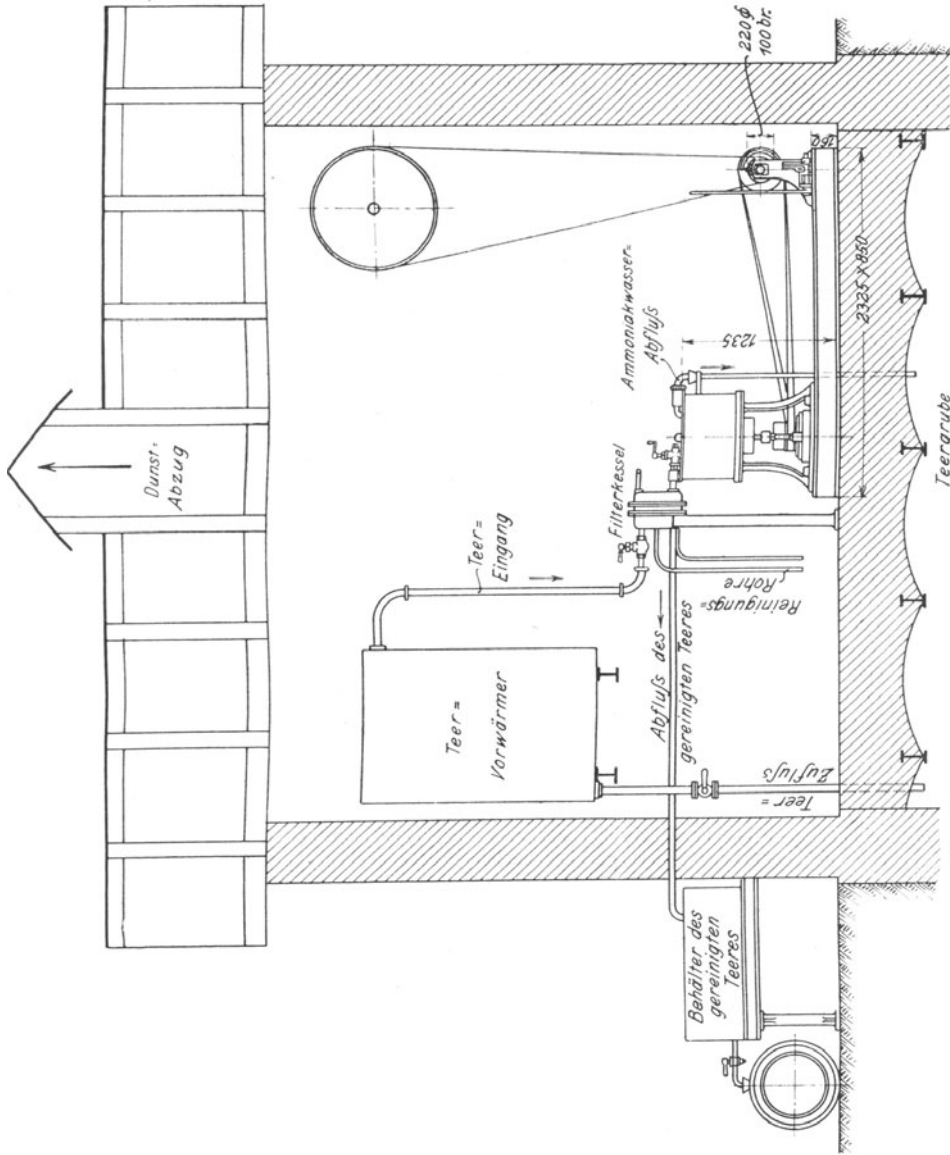 Dunst=
Abzug
Teer=
Eingang
Teer=
Vorwärmer
Filterkessel
Ammoniakwasser=
Abfluſs
220 ϕ
100 br.
1235
160
2325 x 850
Abfluſs des
gereinigten Teeres
Reinigungs=
Rohre
Teer=
Zufluſs
Behälter des
gereinigten
Teeres
Teergrube